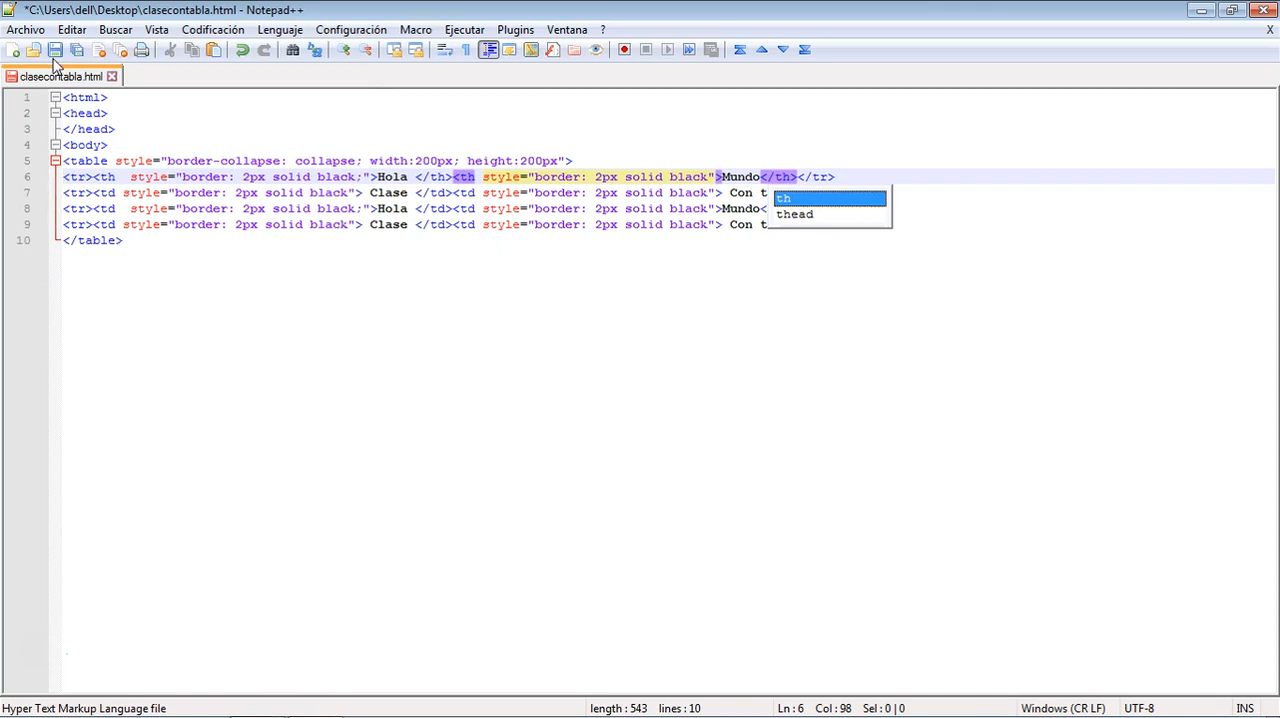 *C:\Users\dell\Desktop\clasecontabla.html - Notepad++
Archivo Editar Buscar Vista Codificación Lenguaje Configuración Macro Ejecutar Plugins Ventana ? X
clasecontabla.html
1 <html>
2 <head>
3 </head>
4 <body>
5 <table style="border-collapse: collapse; width:200px; height:200px">
6 <tr><th  style="border: 2px solid black;">Hola </th><th style="border: 2px solid black">Mundo</th></tr>
7 <tr><td style="border: 2px solid black"> Clase </td><td style="border: 2px solid black"> Con t
th
8 <tr><td style="border: 2px solid black">Hola </td><td style="border: 2px solid black">Mundo<
thead
9 <tr><td style="border: 2px solid black"> Clase </td><td style="border: 2px solid black"> Con t
10 </table>
Hyper Text Markup Language file length : 543 lines : 10 Ln : 6 Col : 98 Sel : 0 | 0 Windows (CR LF) UTF-8 INS